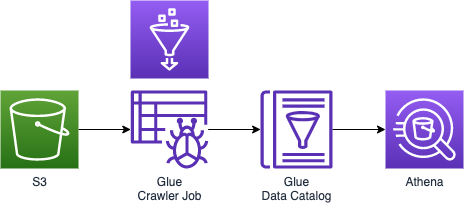 S3
Glue
Crawler Job
Glue
Data Catalog
Athena